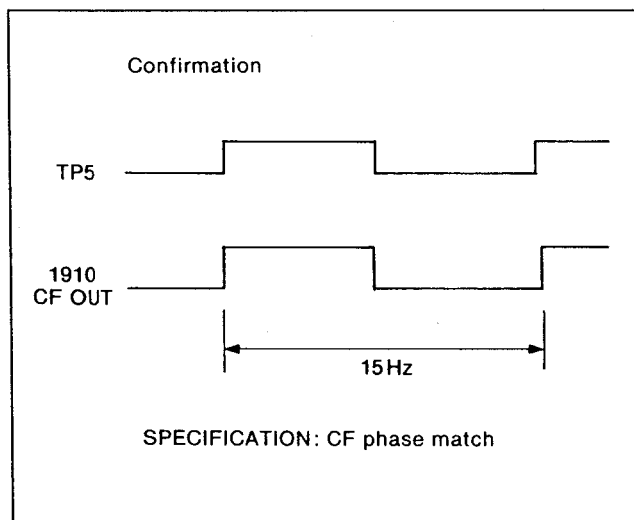 Confirmation
TP5
1910
CF OUT
15Hz
SPECIFICATION: CF phase match